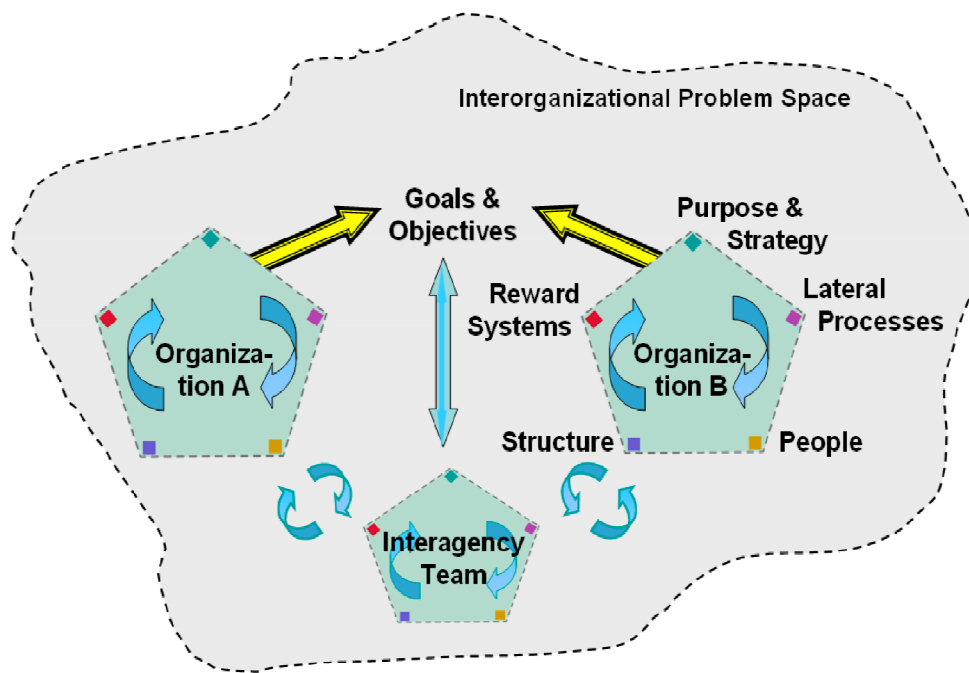 Interorganizational Problem Space
Goals &
Objectives
Purpose &
Strategy
Reward
Systems
Lateral
Processes
Organiza-
tion A
Organiza-
tion B
Structure
People
Interagency
Team